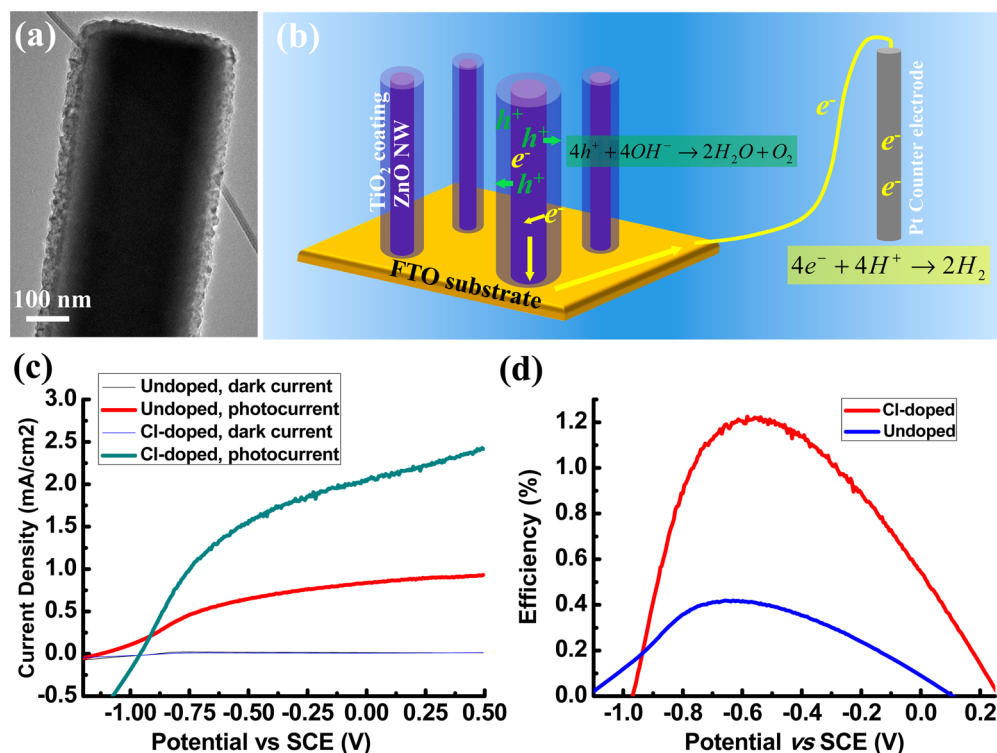 (a)
100 nm
(b)
TiO₂ coating
ZnO NW
h⁺
h⁺
e⁻
h⁺
e⁻
4h⁺ + 4OH⁻ → 2H₂O + O₂
FTO substrate
e⁻
e⁻
e⁻
Pt Counter electrode
4e⁻ + 4H⁺ → 2H₂
(c)
Undoped, dark current
Undoped, photocurrent
Cl-doped, dark current
Cl-doped, photocurrent
Current Density (mA/cm2)
3.0
2.5
2.0
1.5
1.0
0.5
0.0
-0.5
-1.00 -0.75 -0.50 -0.25 0.00 0.25 0.50
Potential vs SCE (V)
(d)
Cl-doped
Undoped
Efficiency (%)
1.2
1.0
0.8
0.6
0.4
0.2
0.0
-1.0 -0.8 -0.6 -0.4 -0.2 0.0 0.2
Potential vs SCE (V)